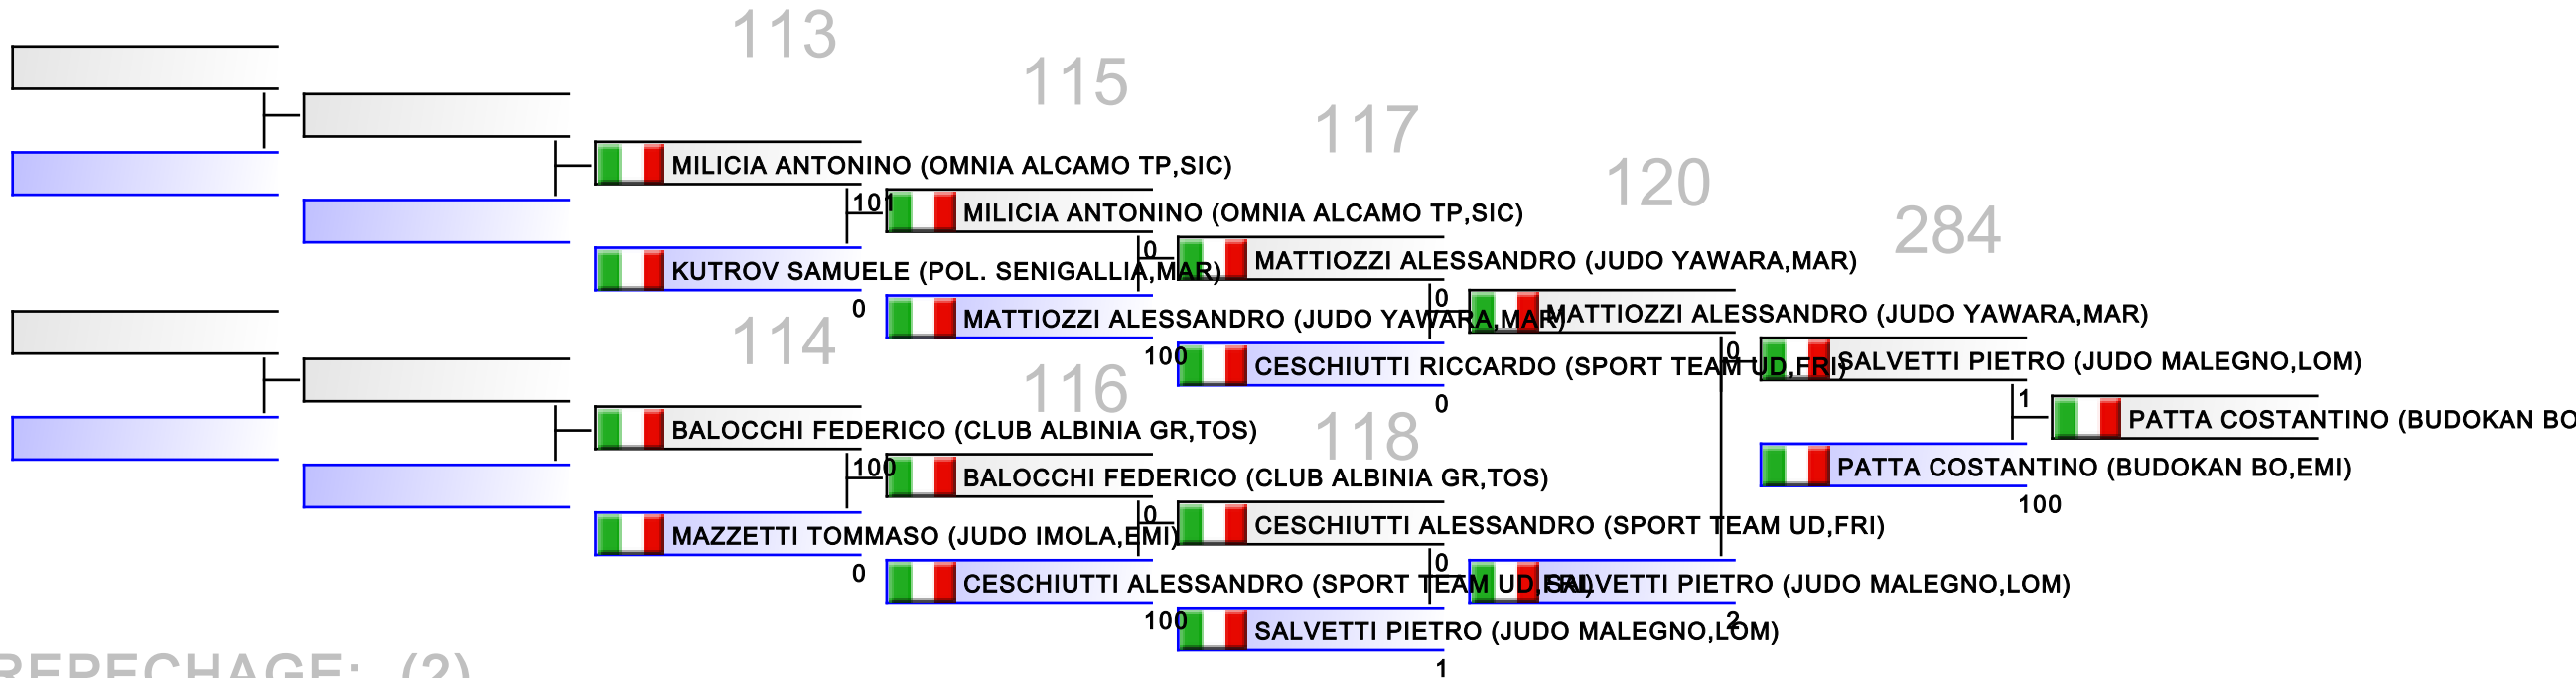 113
115
117
120
284
MILICIA ANTONINO (OMNIA ALCAMO TP,SIC)
101
MILICIA ANTONINO (OMNIA ALCAMO TP,SIC)
0
MATTIOZZI ALESSANDRO (JUDO YAWARA,MAR)
KUTROV SAMUELE (POL. SENIGALLIA,MAR)
0
0
MATTIOZZI ALESSANDRO (JUDO YAWARA,MAR)
MATTIOZZI ALESSANDRO (JUDO YAWARA,MAR)
114
100
0
CESCHIUTTI RICCARDO (SPORT TEAM UD,FRI)
SALVETTI PIETRO (JUDO MALEGNO,LOM)
116
0
1
PATTA COSTANTINO (BUDOKAN BO
BALOCCHI FEDERICO (CLUB ALBINIA GR,TOS)
118
100
BALOCCHI FEDERICO (CLUB ALBINIA GR,TOS)
PATTA COSTANTINO (BUDOKAN BO,EMI)
100
0
CESCHIUTTI ALESSANDRO (SPORT TEAM UD,FRI)
MAZZETTI TOMMASO (JUDO IMOLA,EMI)
0
0
CESCHIUTTI ALESSANDRO (SPORT TEAM UD,FRI)
SALVETTI PIETRO (JUDO MALEGNO,LOM)
100
2
SALVETTI PIETRO (JUDO MALEGNO,LOM)
1
REPECHAGE: (2)